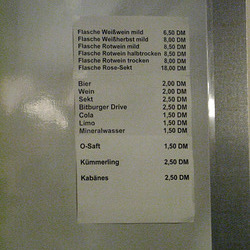 Flasche Weißwein mild 6,50 DM
Flasche Weißherbst mild 8,00 DM
Flasche Rotwein mild 8,50 DM
Flasche Rotwein halbtrocken 8,50 DM
Flasche Rotwein trocken 8,00 DM
Flasche Rose-Sekt 18,00 DM
Bier 2,00 DM
Wein 2,00 DM
Sekt 2,50 DM
Bitburger Drive 2,50 DM
Cola 1,50 DM
Limo 1,50 DM
Mineralwasser 1,50 DM
O-Saft 1,50 DM
Kümmerling 2,50 DM
Kabänes 2,50 DM